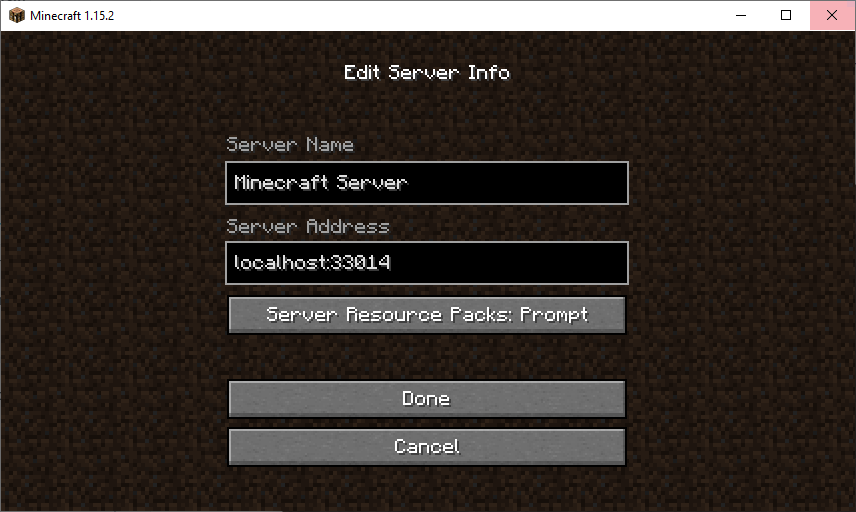 Minecraft 1.15.2
Edit Server Info
Server Name
Minecraft Server
Server Address
localhost:33014
Server Resource Packs: Prompt
Done
Cancel